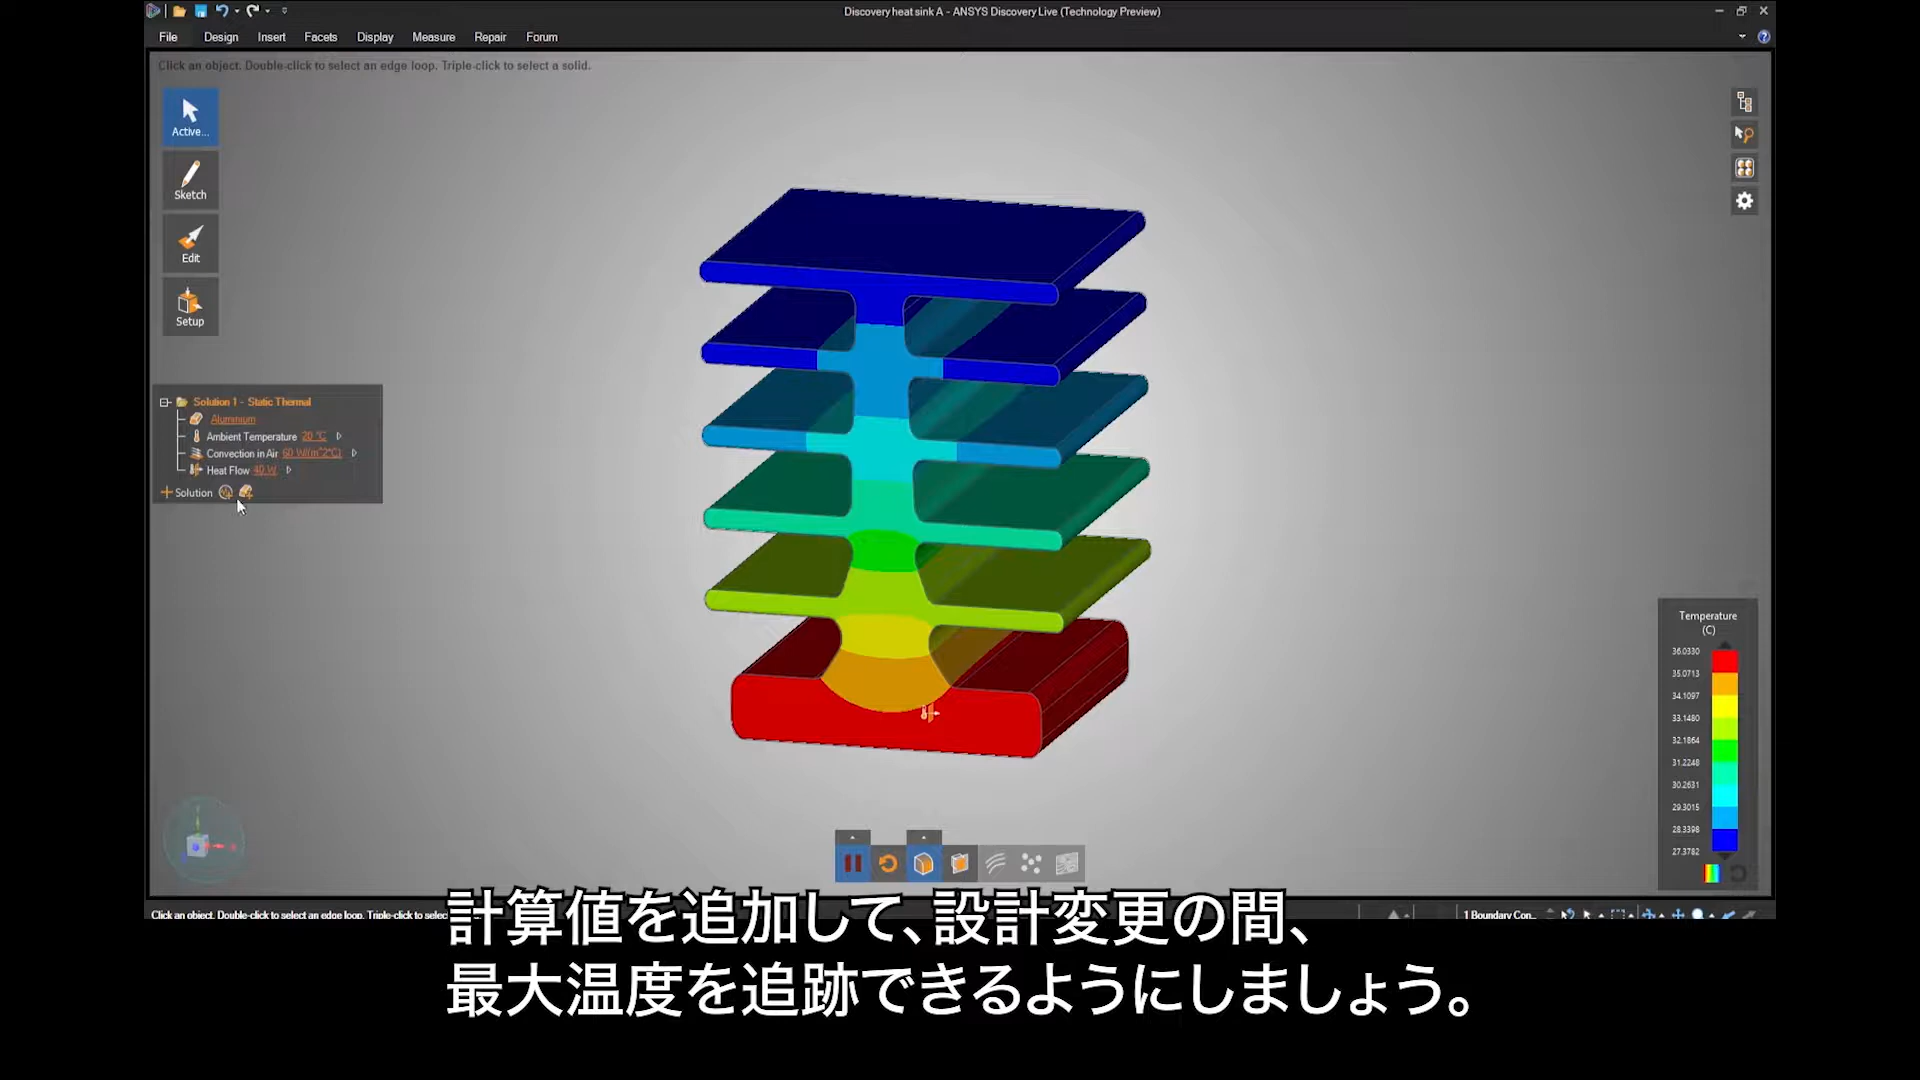 Discovery heat sink A - ANSYS Discovery Live (Technology Preview)
File Design Insert Facets Display Measure Repair Forum
Click an object. Double-click to select an edge loop. Triple-click to select a solid.
Active...
Sketch
Edit
Setup
Solution 1 - Static Thermal
Aluminium
Ambient Temperature 20 °C
Convection in Air 60 W/(m^2*C)
Heat Flow 40 W
Solution
Temperature
(C)
36.0330
35.0713
34.1097
33.1480
32.1864
31.2248
30.2631
29.3015
28.3398
27.3782
Click an object. Double-click to select an edge loop. Triple-click to selec
1 Boundary Con...
計算値を追加して、設計変更の間、
最大温度を追跡できるようにしましょう。